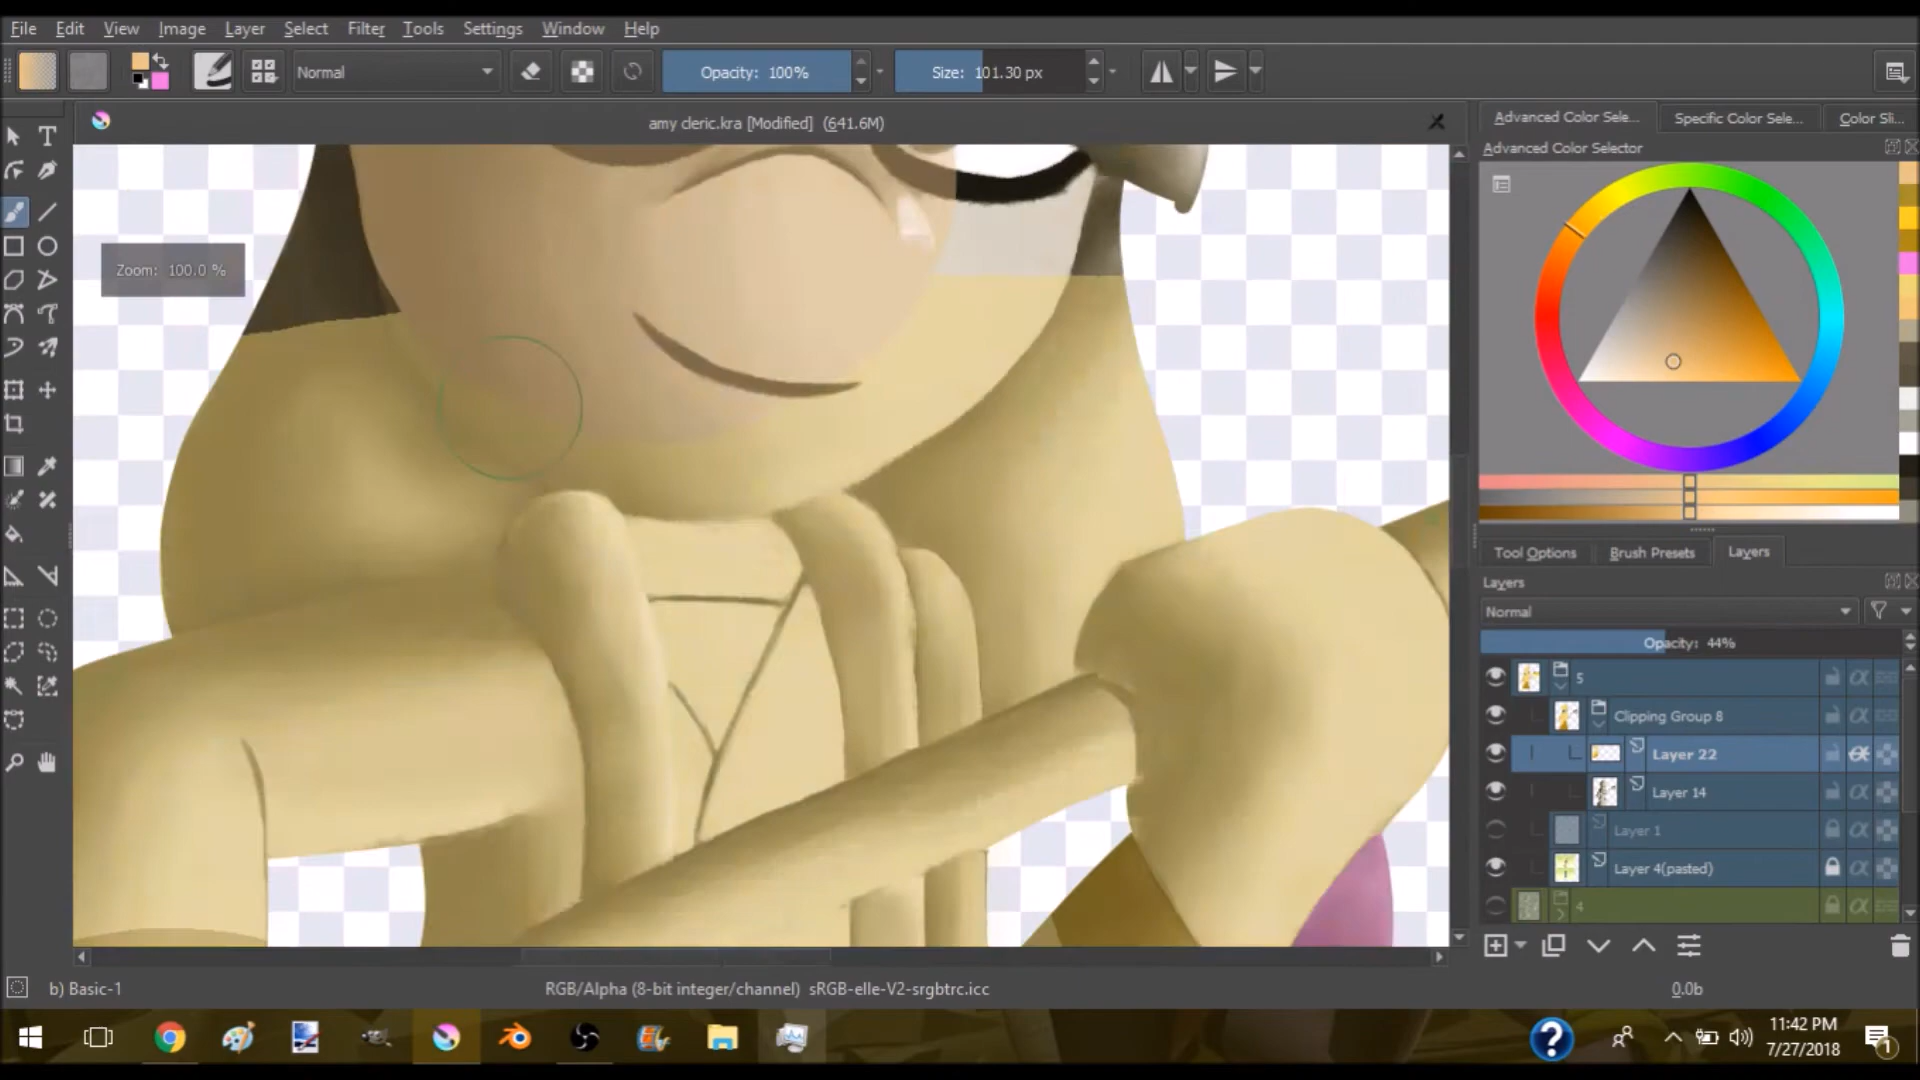 File Edit View Image Layer Select Filter Tools Settings Window Help
Normal Opacity: 100% Size: 101.30 px
amy cleric.kra [Modified] (641.6M)
Advanced Color Sele... Specific Color Sele... Color Sli...
Advanced Color Selector
Zoom: 100.0 %
Tool Options Brush Presets Layers
Layers
Normal
Opacity: 44%
5
Clipping Group 8
Layer 22
Layer 14
Layer 1
Layer 4(pasted)
4
b) Basic-1 RGB/Alpha (8-bit integer/channel) sRGB-elle-V2-srgbtrc.icc 0.0b
11:42 PM
7/27/2018
1